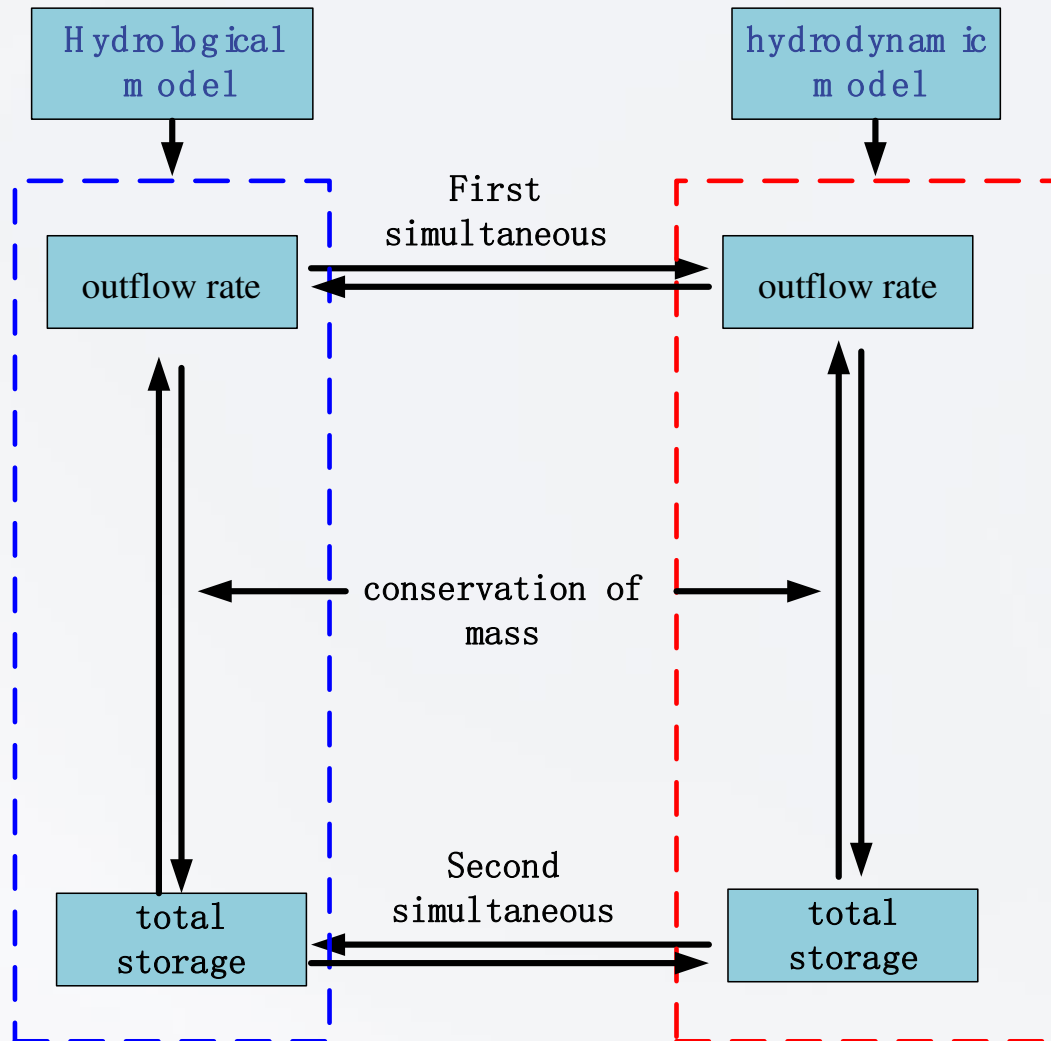 Hydrological
model
hydrodynamic
model
First
simultaneous
outflow rate
outflow rate
conservation of
mass
Second
simultaneous
total
storage
total
storage